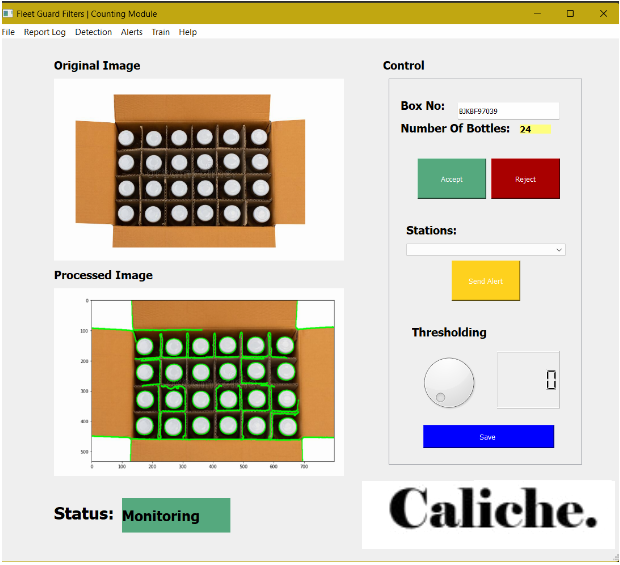 Fleet Guard Filters | Counting Module
File Report Log Detection Alerts Train Help
Original Image
Control
Box No: BJKBF97039
Number Of Bottles: 24
Accept Reject
Stations:
Send Alert
Processed Image
0
100
200
300
400
500
0 100 200 300 400 500 600 700
Thresholding
0
Save
Status: Monitoring
Caliche.